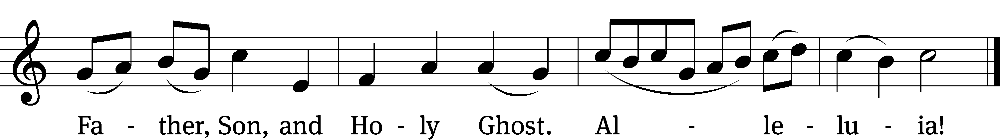 Fa - ther, Son, and Ho - ly Ghost. Al - le - lu - ia!